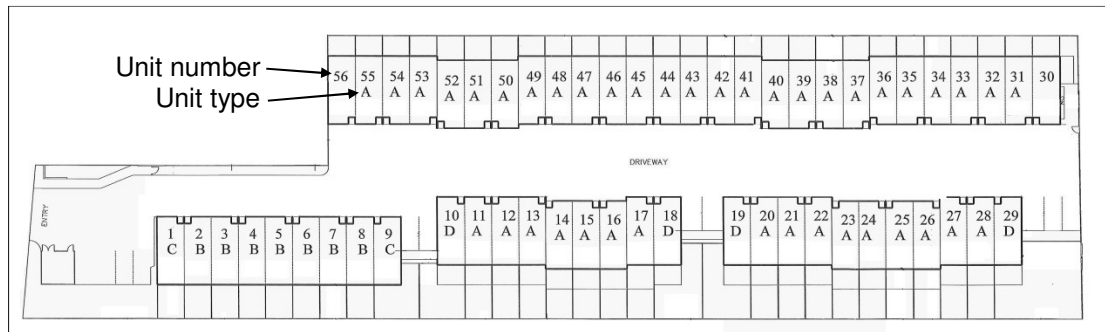 Unit number
Unit type
56 55 54 53 52 51 50 49 48 47 46 45 44 43 42 41 40 39 38 37 36 35 34 33 32 31 30
A A A A A A A A A A A A A A A A A A A A A A A A A
DRIVEWAY
ENTRY
1 2 3 4 5 6 7 8 9 10 11 12 13 14 15 16 17 18 19 20 21 22 23 24 25 26 27 28 29
C B B B B B B B C D A A A A A A A D D A A A A A A A A A D